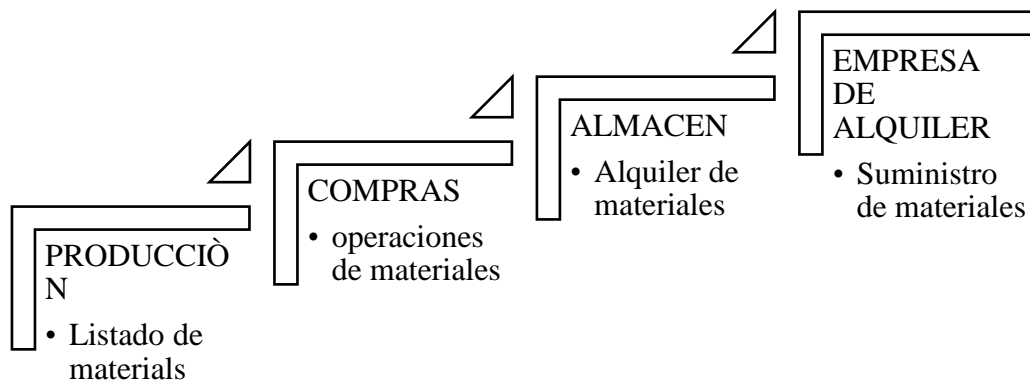 PRODUCCIÒ
N
• Listado de
materials
COMPRAS
• operaciones
de materiales
ALMACEN
• Alquiler de
materiales
EMPRESA
DE
ALQUILER
• Suministro
de materiales